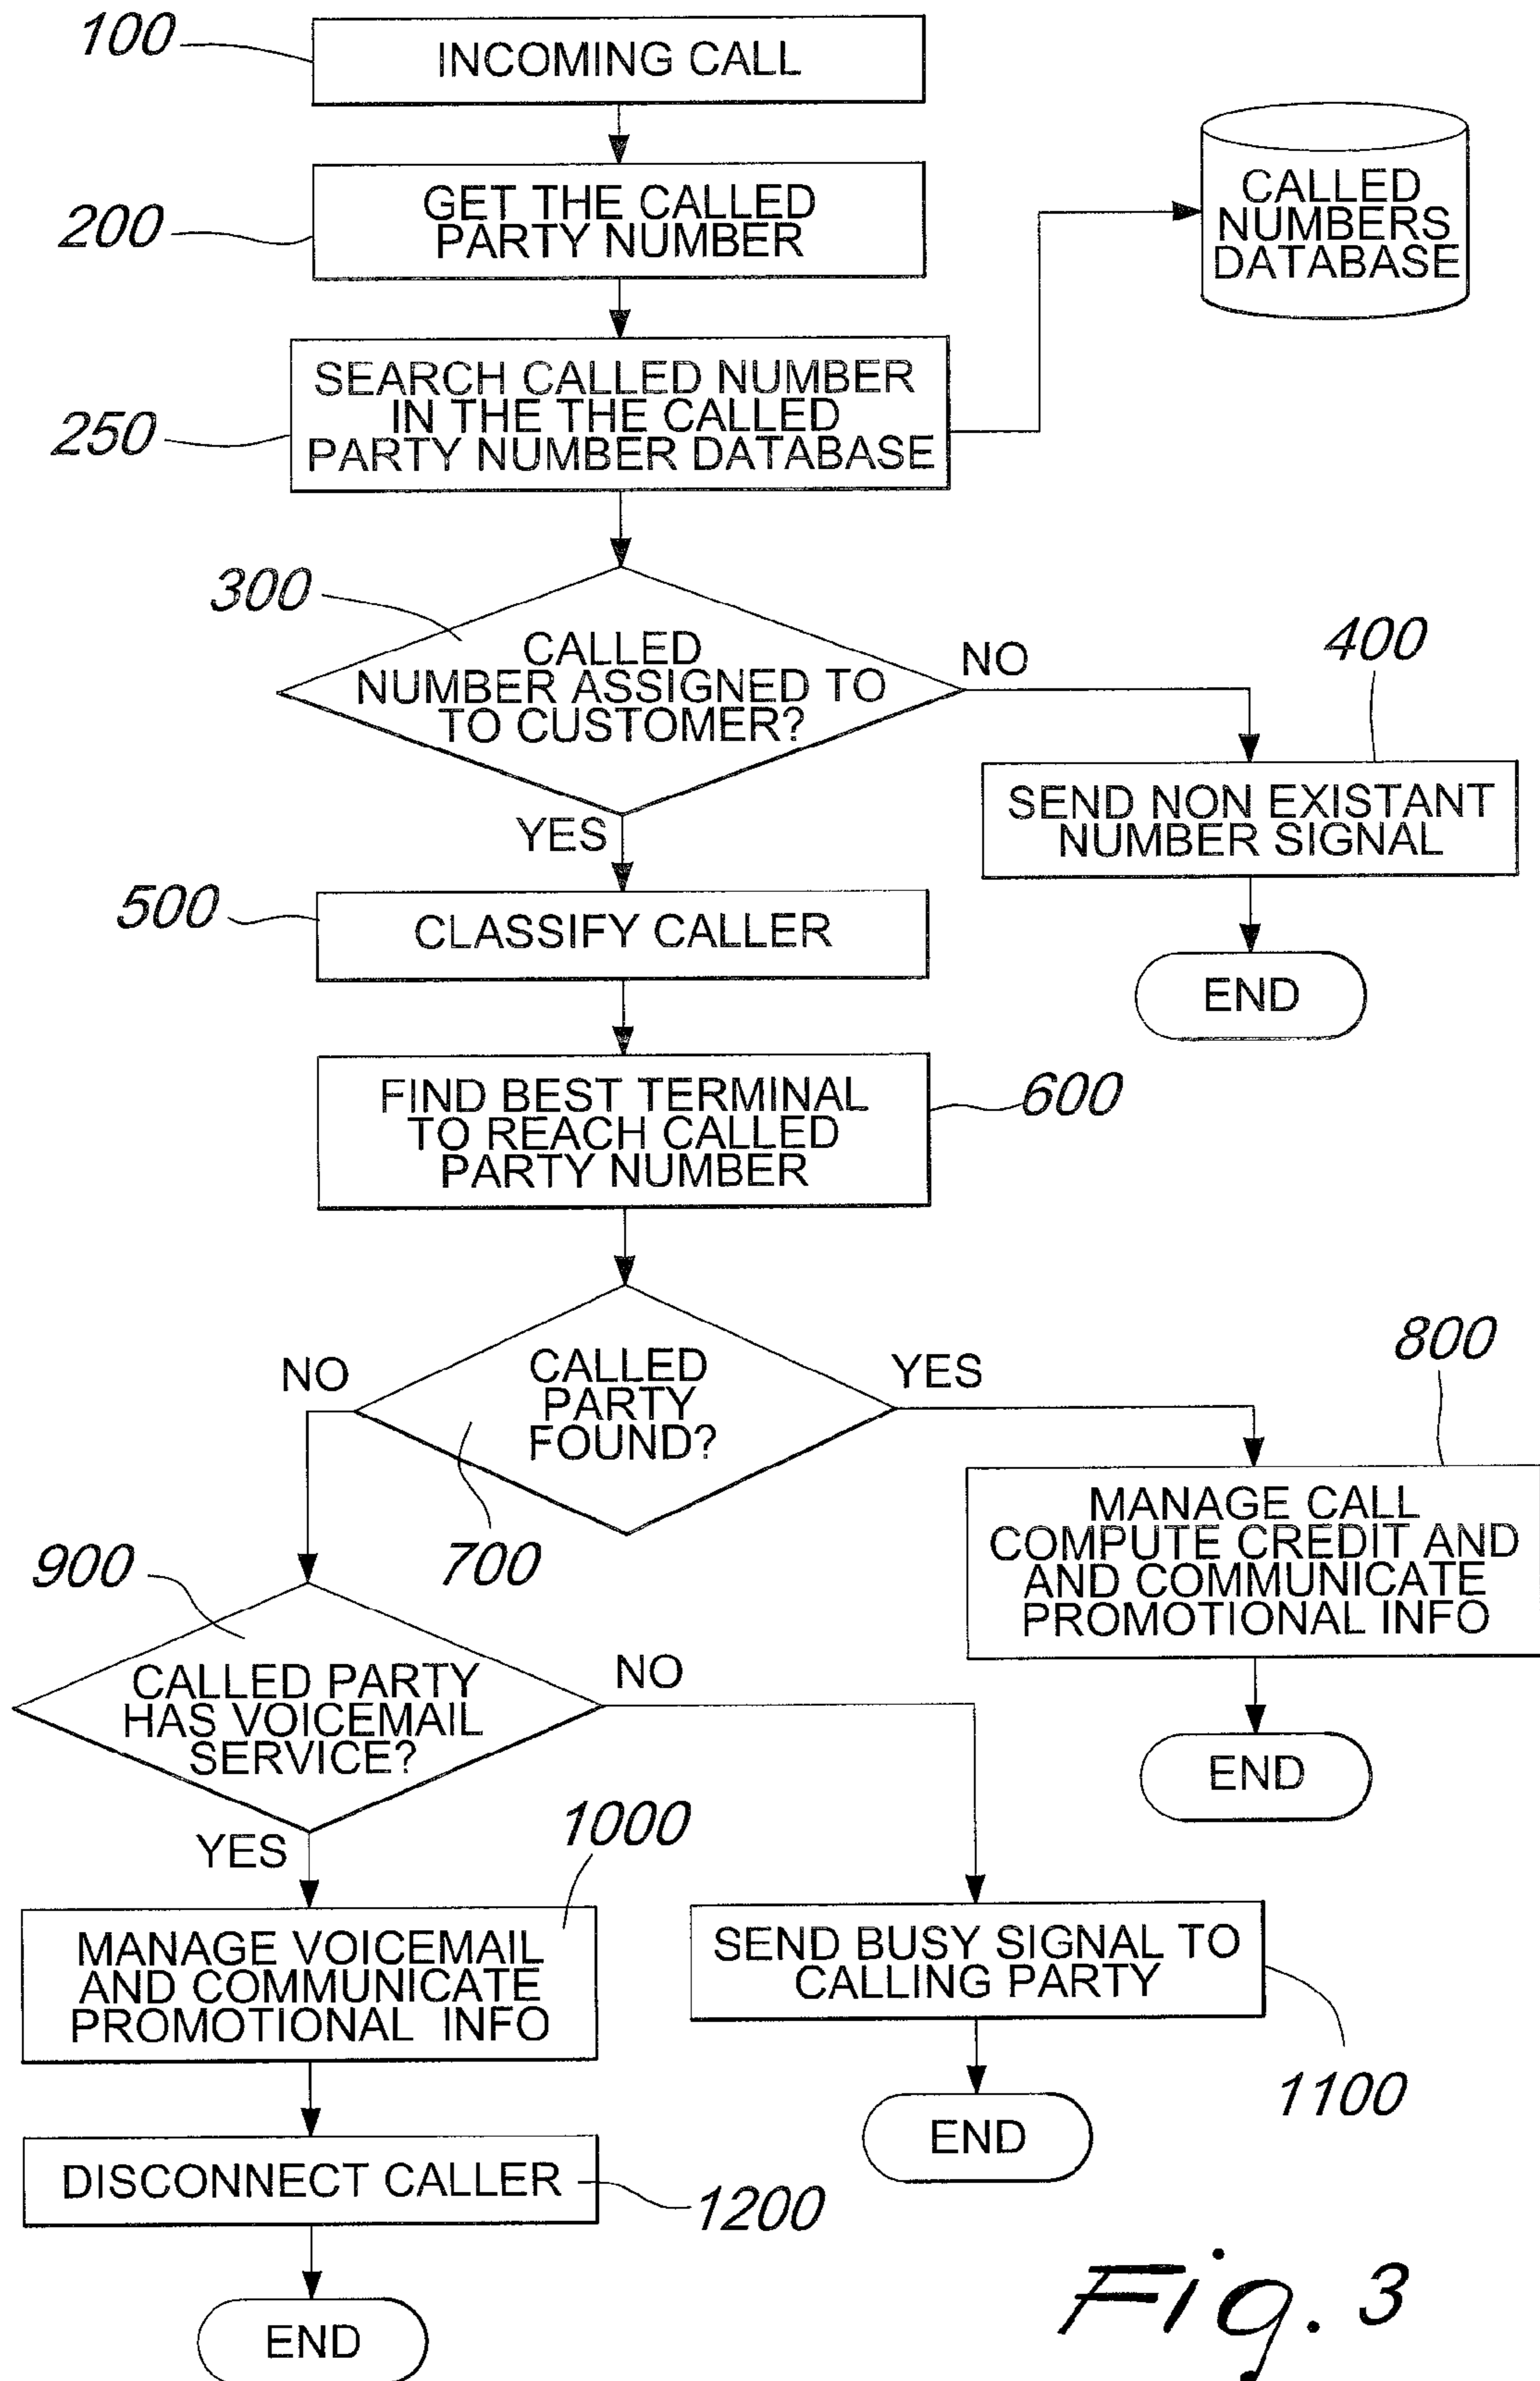 100
INCOMING CALL
200
GET THE CALLED
PARTY NUMBER
CALLED
NUMBERS
DATABASE
250
SEARCH CALLED NUMBER
IN THE THE CALLED
PARTY NUMBER DATABASE
300
CALLED
NUMBER ASSIGNED TO
TO CUSTOMER?
NO
400
SEND NON EXISTANT
NUMBER SIGNAL
END
YES
500
CLASSIFY CALLER
600
FIND BEST TERMINAL
TO REACH CALLED
PARTY NUMBER
700
CALLED
PARTY
FOUND?
YES
800
MANAGE CALL
COMPUTE CREDIT AND
AND COMMUNICATE
PROMOTIONAL INFO
END
NO
900
CALLED PARTY
HAS VOICEMAIL
SERVICE?
NO
SEND BUSY SIGNAL TO
CALLING PARTY
1100
END
YES
1000
MANAGE VOICEMAIL
AND COMMUNICATE
PROMOTIONAL INFO
DISCONNECT CALLER
1200
END
Fig. 3